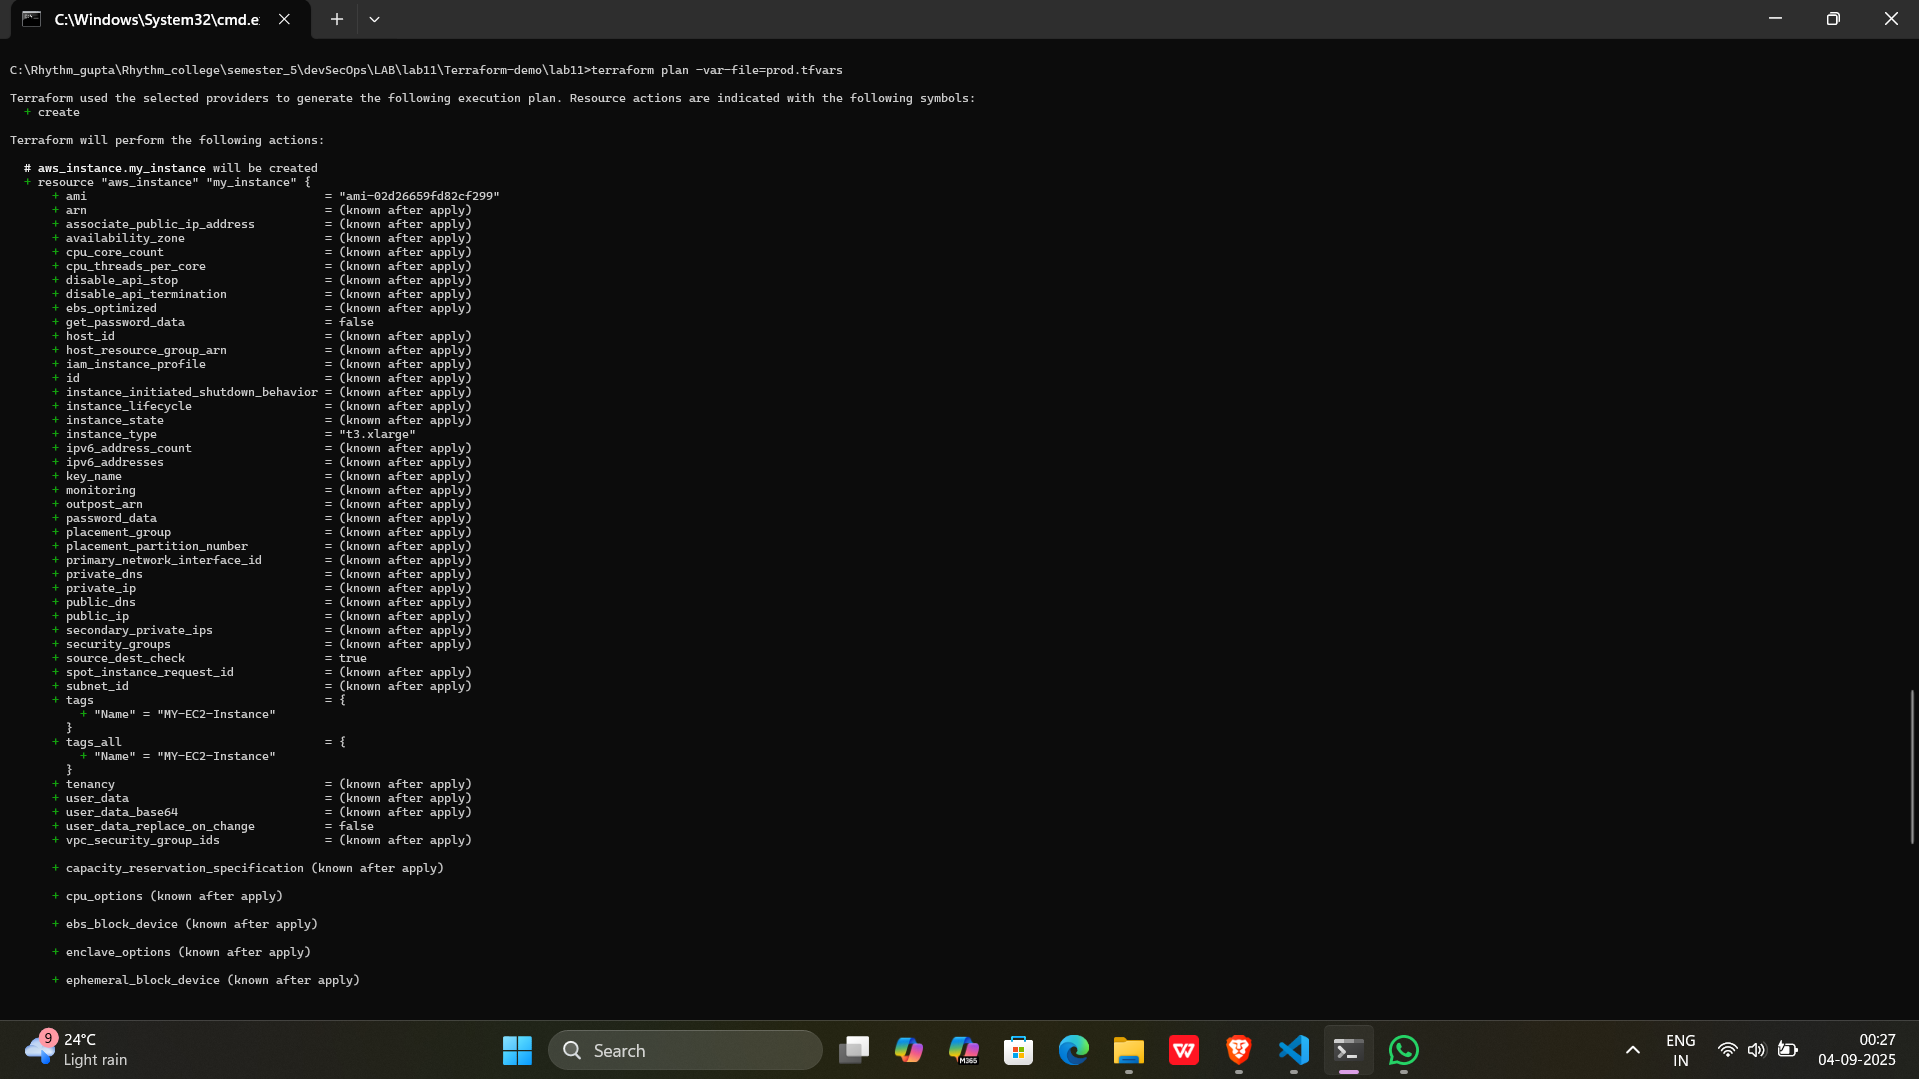 C:\Windows\System32\cmd.e
C:\Rhythm_gupta\Rhythm_college\semester_5\devSecOps\LAB\lab11\Terraform-demo\lab11>terraform plan -var-file=prod.tfvars
Terraform used the selected providers to generate the following execution plan. Resource actions are indicated with the following symbols:
  + create
Terraform will perform the following actions:
  # aws_instance.my_instance will be created
  + resource "aws_instance" "my_instance" {
      + ami                                  = "ami-02d26659fd82cf299"
      + arn                                  = (known after apply)
      + associate_public_ip_address          = (known after apply)
      + availability_zone                    = (known after apply)
      + cpu_core_count                       = (known after apply)
      + cpu_threads_per_core                 = (known after apply)
      + disable_api_stop                     = (known after apply)
      + disable_api_termination              = (known after apply)
      + ebs_optimized                        = (known after apply)
      + get_password_data                    = false
      + host_id                              = (known after apply)
      + host_resource_group_arn              = (known after apply)
      + iam_instance_profile                 = (known after apply)
      + id                                   = (known after apply)
      + instance_initiated_shutdown_behavior = (known after apply)
      + instance_lifecycle                   = (known after apply)
      + instance_state                       = (known after apply)
      + instance_type                        = "t3.xlarge"
      + ipv6_address_count                   = (known after apply)
      + ipv6_addresses                       = (known after apply)
      + key_name                             = (known after apply)
      + monitoring                           = (known after apply)
      + outpost_arn                          = (known after apply)
      + password_data                        = (known after apply)
      + placement_group                      = (known after apply)
      + placement_partition_number           = (known after apply)
      + primary_network_interface_id         = (known after apply)
      + private_dns                          = (known after apply)
      + private_ip                           = (known after apply)
      + public_dns                           = (known after apply)
      + public_ip                            = (known after apply)
      + secondary_private_ips                = (known after apply)
      + security_groups                      = (known after apply)
      + source_dest_check                    = true
      + spot_instance_request_id             = (known after apply)
      + subnet_id                            = (known after apply)
      + tags                                 = {
          + "Name" = "MY-EC2-Instance"
        }
      + tags_all                             = {
          + "Name" = "MY-EC2-Instance"
        }
      + tenancy                              = (known after apply)
      + user_data                            = (known after apply)
      + user_data_base64                     = (known after apply)
      + user_data_replace_on_change          = false
      + vpc_security_group_ids               = (known after apply)
      + capacity_reservation_specification (known after apply)
      + cpu_options (known after apply)
      + ebs_block_device (known after apply)
      + enclave_options (known after apply)
      + ephemeral_block_device (known after apply)
9
24°C
Light rain
Search
M365
W
ENG
IN
00:27
04-09-2025